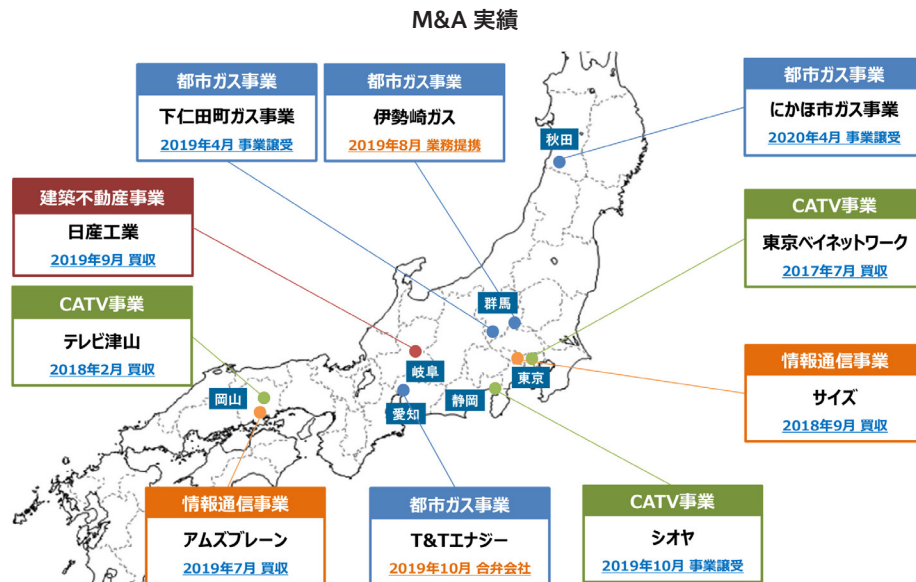 M&A 実績
都市ガス事業
下仁田町ガス事業
2019年4月 事業譲受
都市ガス事業
伊勢崎ガス
2019年8月 業務提携
都市ガス事業
にかほ市ガス事業
2020年4月 事業譲受
秋田
建築不動産事業
日産工業
2019年9月 買収
CATV事業
東京ベイネットワーク
2017年7月 買収
CATV事業
テレビ津山
2018年2月 買収
群馬
岐阜
東京
岡山
愛知
静岡
情報通信事業
サイズ
2018年9月 買収
情報通信事業
アムズブレーン
2019年7月 買収
都市ガス事業
T&Tエナジー
2019年10月 合弁会社
CATV事業
シオヤ
2019年10月 事業譲受